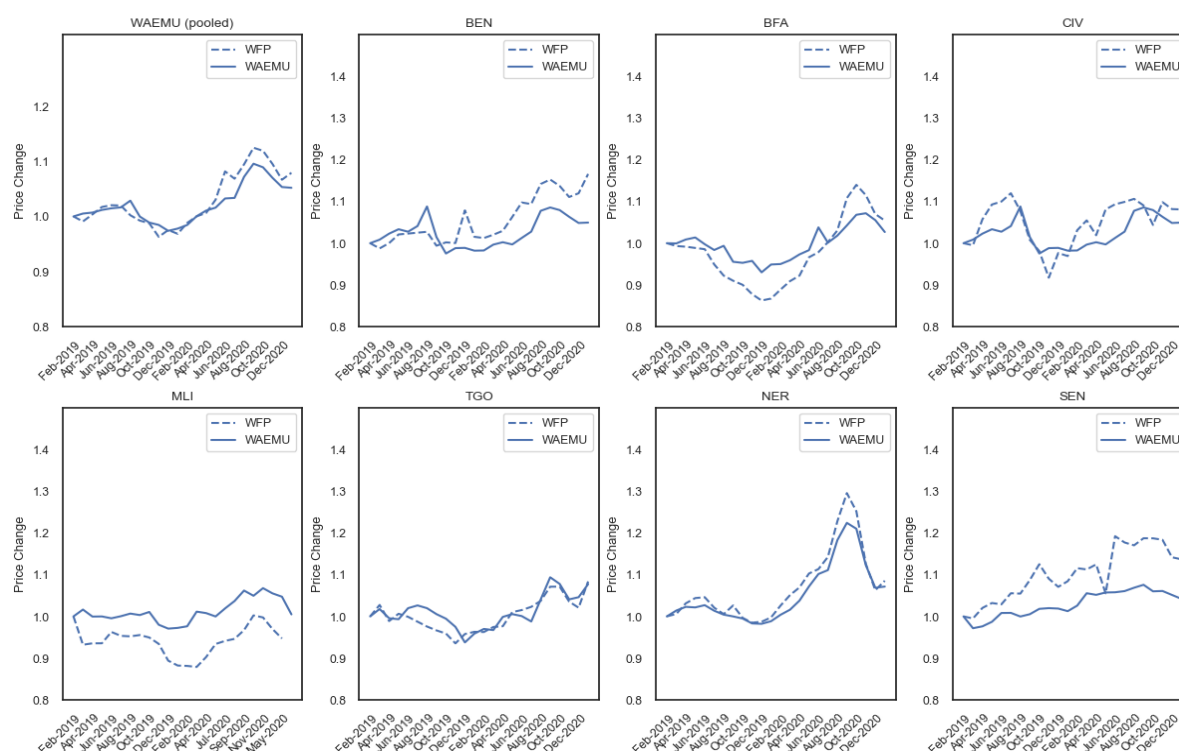 WAEMU (pooled)
BEN
BFA
CIV
WFP
WAEMU
WFP
WAEMU
WFP
WAEMU
WFP
WAEMU
Price Change
1.2
1.1
1.0
0.9
0.8
Price Change
1.4
1.3
1.2
1.1
1.0
0.9
0.8
Price Change
1.4
1.3
1.2
1.1
1.0
0.9
0.8
Price Change
1.4
1.3
1.2
1.1
1.0
0.9
0.8
Feb-2019
Apr-2019
Jun-2019
Aug-2019
Oct-2019
Dec-2019
Feb-2020
Apr-2020
Jun-2020
Aug-2020
Oct-2020
Dec-2020
Feb-2019
Apr-2019
Jun-2019
Aug-2019
Oct-2019
Dec-2019
Feb-2020
Apr-2020
Jun-2020
Aug-2020
Oct-2020
Dec-2020
Feb-2019
Apr-2019
Jun-2019
Aug-2019
Oct-2019
Dec-2019
Feb-2020
Apr-2020
Jun-2020
Aug-2020
Oct-2020
Dec-2020
Feb-2019
Apr-2019
Jun-2019
Aug-2019
Oct-2019
Dec-2019
Feb-2020
Apr-2020
Jun-2020
Aug-2020
Oct-2020
Dec-2020
MLI
TGO
NER
SEN
WFP
WAEMU
WFP
WAEMU
WFP
WAEMU
WFP
WAEMU
Price Change
1.4
1.3
1.2
1.1
1.0
0.9
0.8
Price Change
1.4
1.3
1.2
1.1
1.0
0.9
0.8
Price Change
1.4
1.3
1.2
1.1
1.0
0.9
0.8
Price Change
1.4
1.3
1.2
1.1
1.0
0.9
0.8
Feb-2019
Apr-2019
Jun-2019
Aug-2019
Oct-2019
Dec-2019
Feb-2020
Apr-2020
Jul-2020
Sep-2020
Nov-2020
May-2020
Feb-2019
Apr-2019
Jun-2019
Aug-2019
Oct-2019
Dec-2019
Feb-2020
Apr-2020
Jun-2020
Aug-2020
Oct-2020
Dec-2020
Feb-2019
Apr-2019
Jun-2019
Aug-2019
Oct-2019
Dec-2019
Feb-2020
Apr-2020
Jun-2020
Aug-2020
Oct-2020
Dec-2020
Feb-2019
Apr-2019
Jun-2019
Aug-2019
Oct-2019
Dec-2019
Feb-2020
Apr-2020
Jun-2020
Aug-2020
Oct-2020
Dec-2020